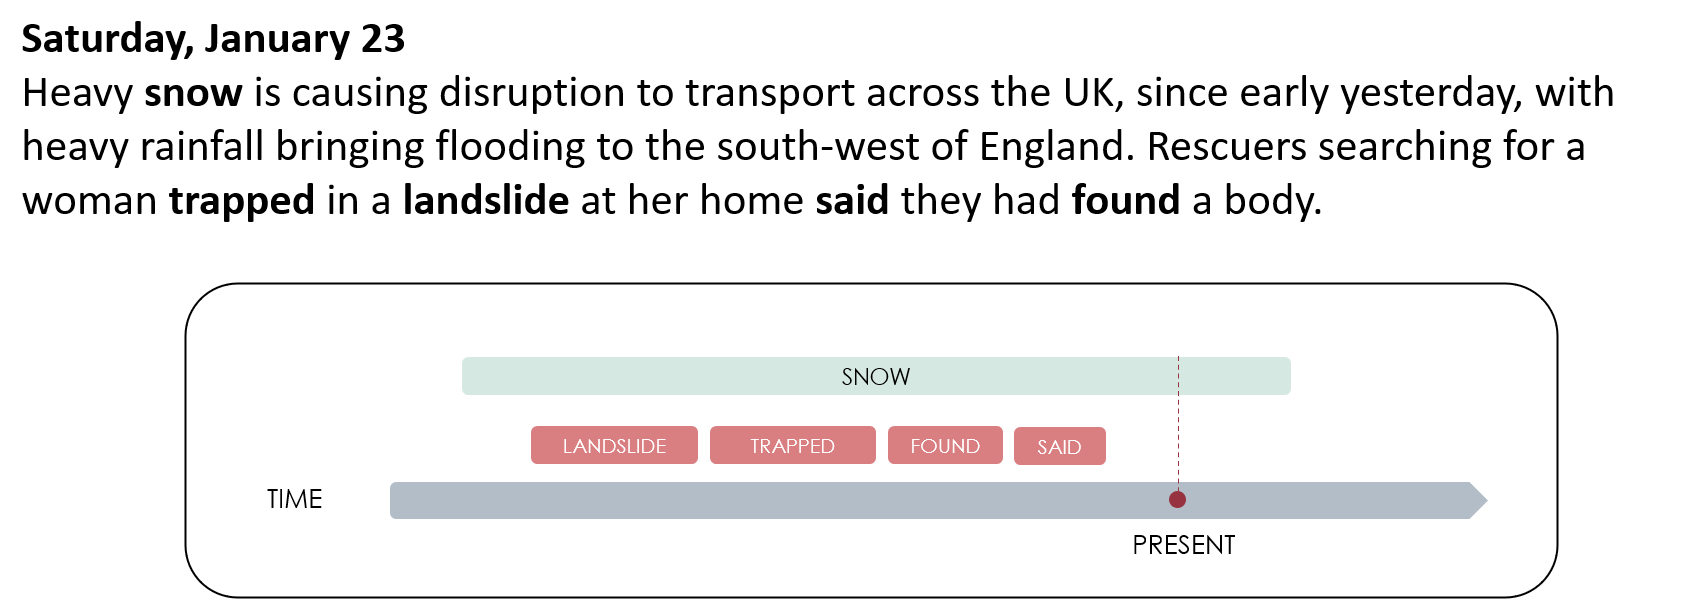 Saturday, January 23
Heavy snow is causing disruption to transport across the UK, since early yesterday, with
heavy rainfall bringing flooding to the south-west of England. Rescuers searching for a
woman trapped in a landslide at her home said they had found a body.
SNOW
LANDSLIDE TRAPPED FOUND SAID
TIME
PRESENT